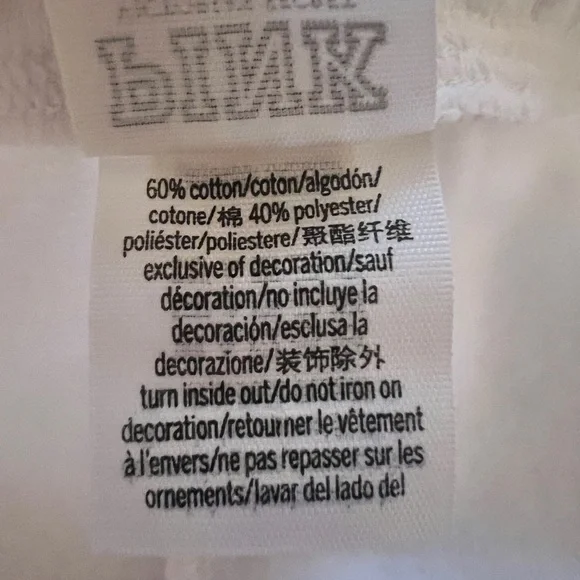 PINK
60% cotton/coton/algodón/
cotone/棉 40% polyester/
poliéster/poliestere/聚酯纤维
exclusive of decoration/sauf
décoration/no incluye la
decoración/esclusa la
decorazione/装饰除外
turn inside out/do not iron on
decoration/retourner le vêtement
à l'envers/ne pas repasser sur les
ornements/lavar del lado del